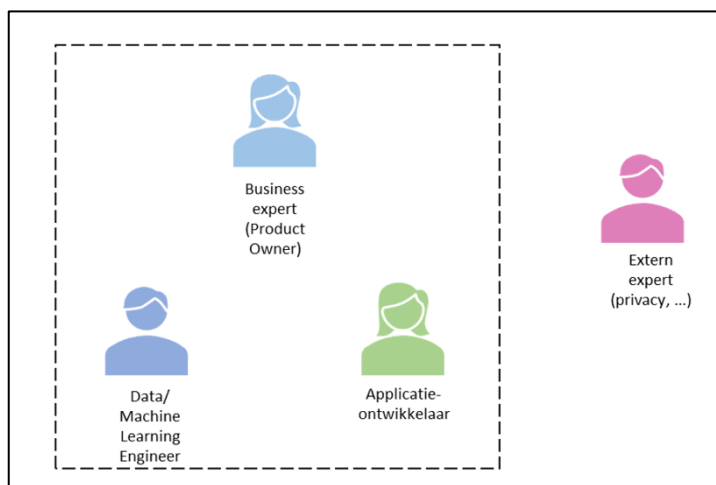 Business
expert
(Product
Owner)
Extern
expert
(privacy, ...)
Data/
Machine
Learning
Engineer
Applicatie-
ontwikkelaar